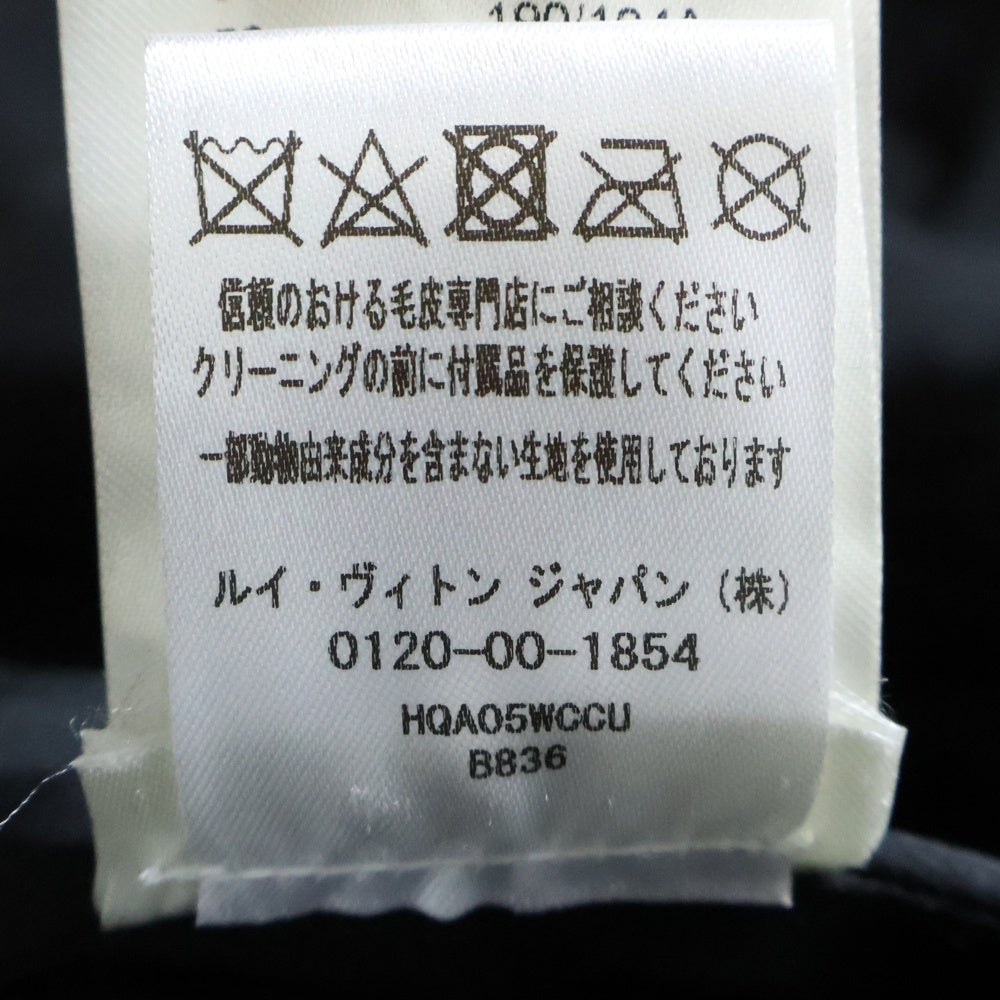 信頼のおける毛皮専門店にご相談ください
クリーニングの前に付属品を保護してください
一部動物由来成分を含まない生地を使用しております
ルイ・ヴィトン ジャパン（株）
0120-00-1854
HQA05WCCU
B836